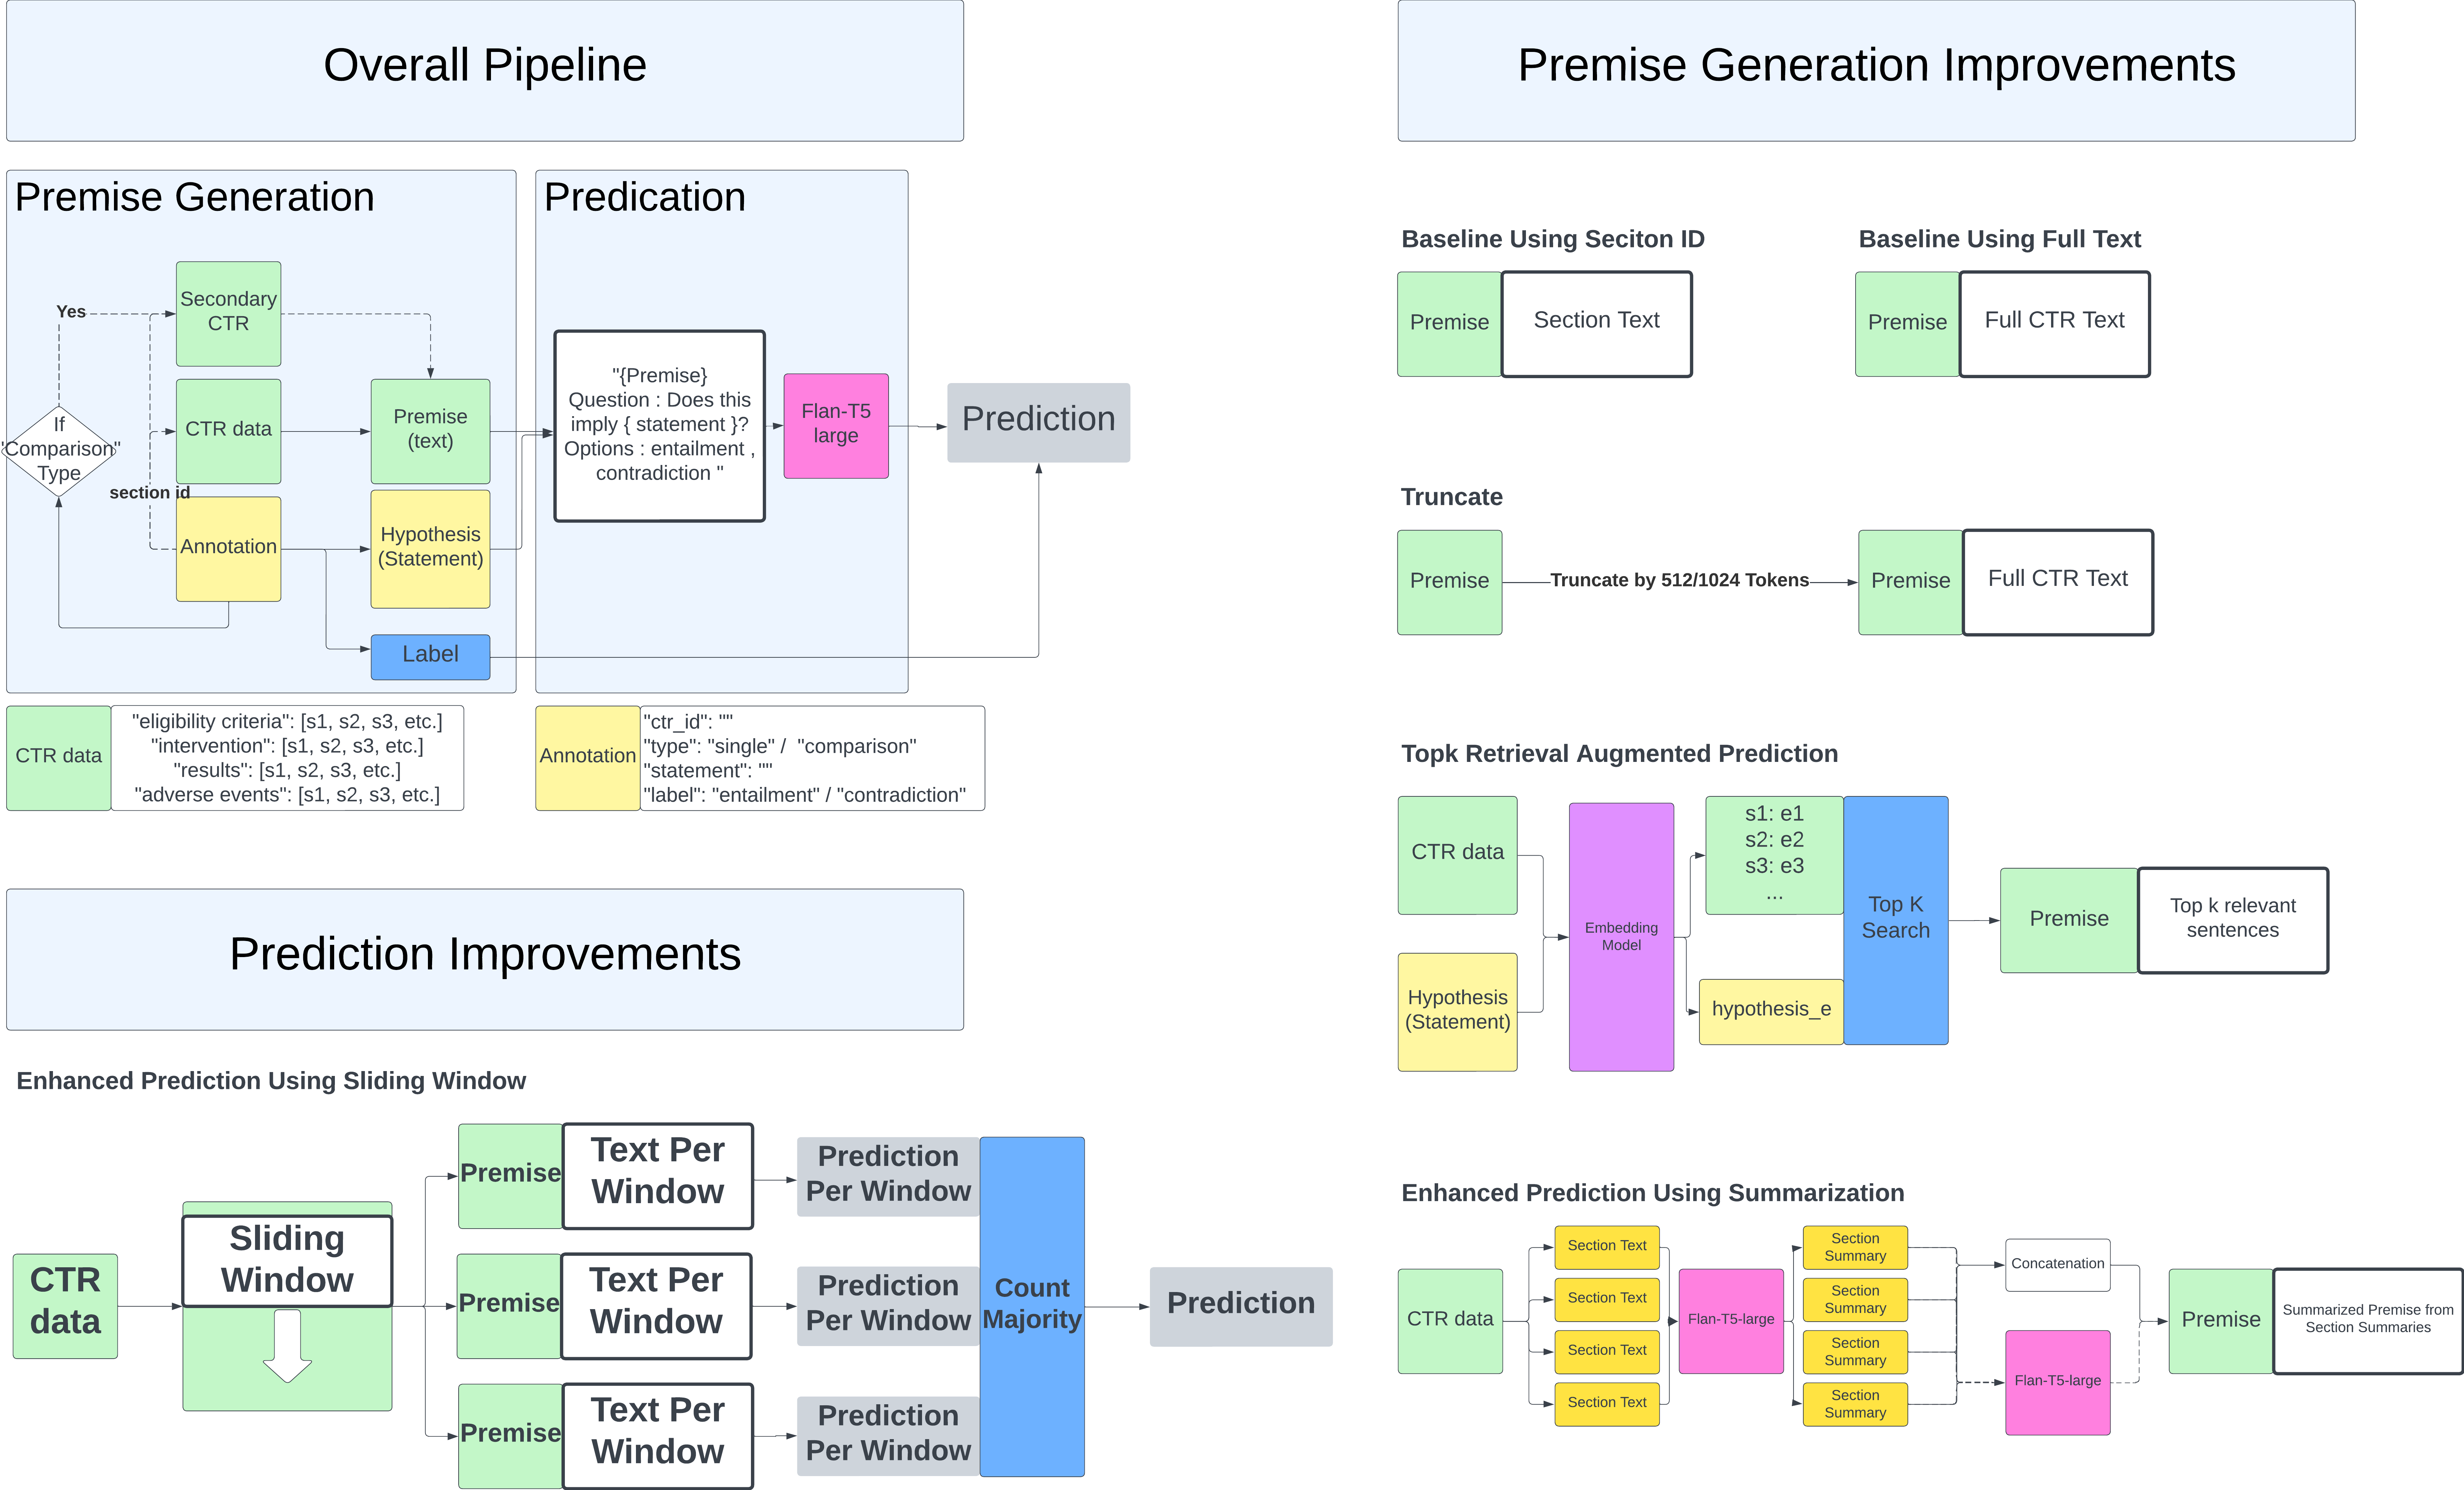 Overall Pipeline
Premise Generation
Yes
Secondary
CTR
If
"Comparison"
Type
CTR data
section id
Annotation
Premise
(text)
Hypothesis
(Statement)
Label
Predication
"{Premise}
Question : Does this
imply { statement }?
Options : entailment ,
contradiction "
Flan-T5
large
Prediction
CTR data
"eligibility criteria": [s1, s2, s3, etc.]
"intervention": [s1, s2, s3, etc.]
"results": [s1, s2, s3, etc.]
"adverse events": [s1, s2, s3, etc.]
Annotation
"ctr_id": ""
"type": "single" /  "comparison"
"statement": ""
"label": "entailment" / "contradiction"
Prediction Improvements
Enhanced Prediction Using Sliding Window
CTR
data
Sliding
Window
Premise
Text Per
Window
Prediction
Per Window
Premise
Text Per
Window
Prediction
Per Window
Premise
Text Per
Window
Prediction
Per Window
Count
Majority
Prediction
Premise Generation Improvements
Baseline Using Seciton ID
Premise
Section Text
Baseline Using Full Text
Premise
Full CTR Text
Truncate
Premise
Truncate by 512/1024 Tokens
Premise
Full CTR Text
Topk Retrieval Augmented Prediction
CTR data
Hypothesis
(Statement)
Embedding
Model
s1: e1
s2: e2
s3: e3
...
hypothesis_e
Top K
Search
Premise
Top k relevant
sentences
Enhanced Prediction Using Summarization
CTR data
Section Text
Section Text
Section Text
Section Text
Flan-T5-large
Section
Summary
Section
Summary
Section
Summary
Section
Summary
Concatenation
Flan-T5-large
Premise
Summarized Premise from
Section Summaries